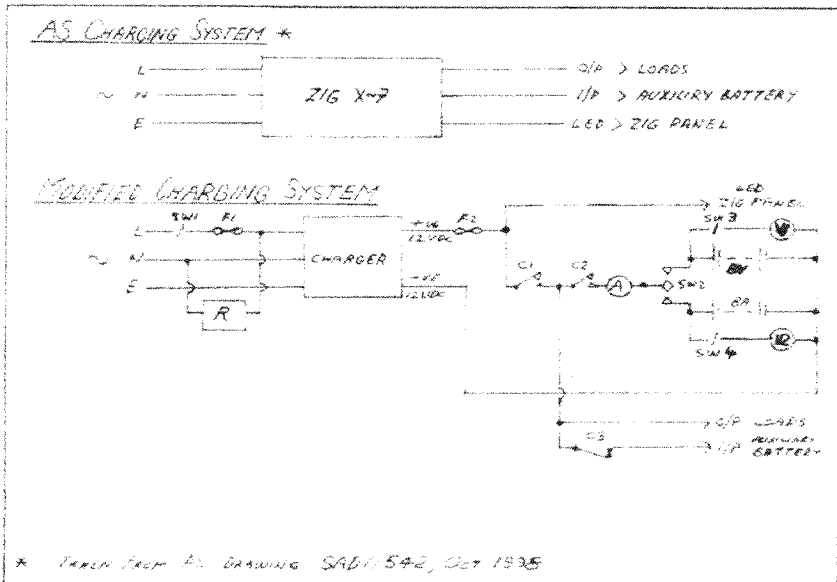 AS CHARGING SYSTEM *
L
~ N
E
ZIG X-7
O/P > LOADS
I/P > AUXILIRY BATTERY
LED > ZIG PANEL
MODIFIED CHARGING SYSTEM
L SW1 F1
~ N
E
R
CHARGER
+VE
12VDC
F2
-VE
12VDC
LED
ZIG PANEL
C1 C2 A SW2
SW3
BA
SW4
C3
O/P LOADS
I/P AUXILIARY
BATTERY
* TAKEN FROM AS DRAWING OCT